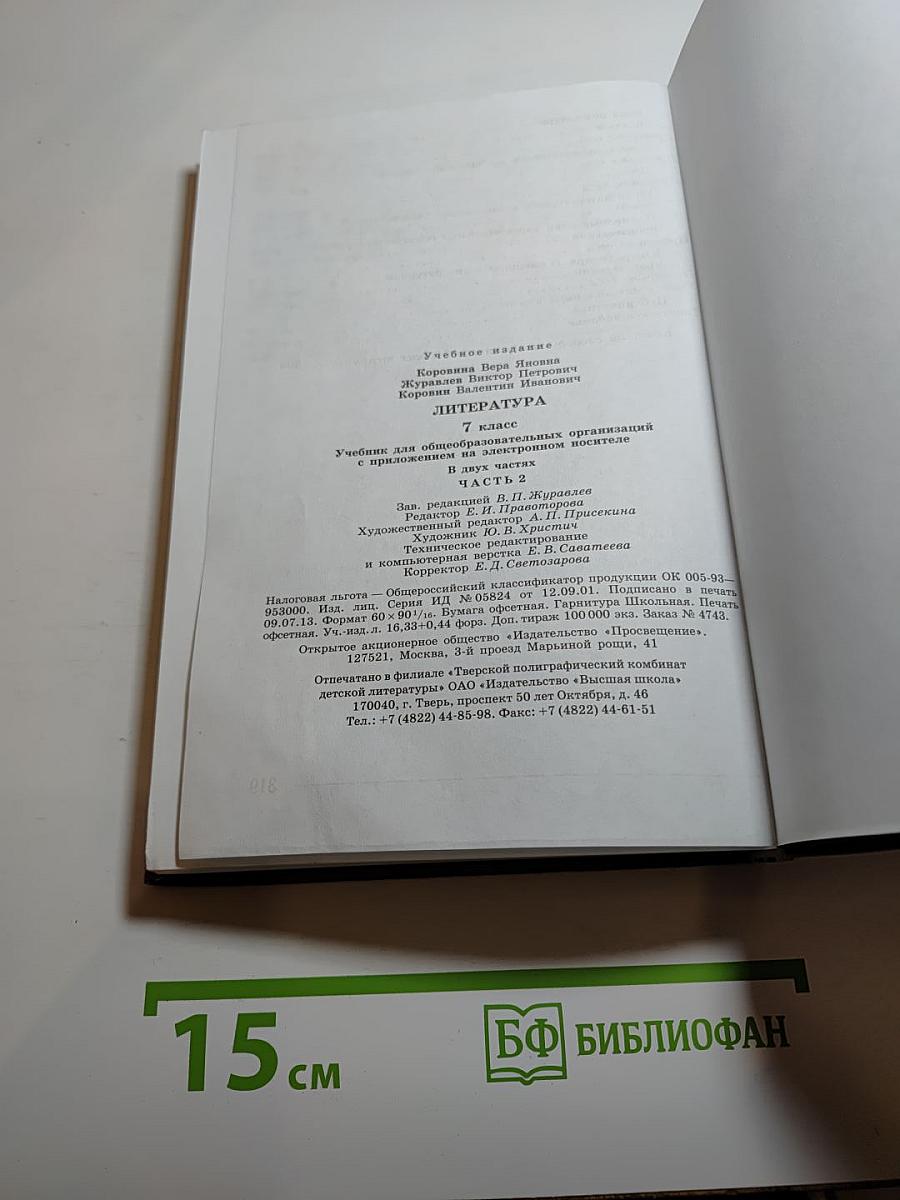 Учебное издание
Коровина Вера Яновна
Журавлев Виктор Петрович
Коровин Валентин Иванович
ЛИТЕРАТУРА
7 класс
Учебник для общеобразовательных организаций
с приложением на электронном носителе
В двух частях
ЧАСТЬ 2
Зав. редакцией В. П. Журавлев
Редактор Е. И. Правоторова
Художественный редактор А. П. Присекина
Художник Ю. В. Христич
Техническое редактирование
и компьютерная верстка Е. В. Саватеева
Корректор Е. Д. Светозарова
Налоговая льгота — Общероссийский классификатор продукции ОК 005-93—
953000. Изд. лиц. Серия ИД № 05824 от 12.09.01. Подписано в печать
09.07.13. Формат 60×90 1/16. Бумага офсетная. Гарнитура Школьная. Печать
офсетная. Уч.-изд. л. 16,33+0,44 форз. Доп. тираж 100 000 экз. Заказ № 4743.
Открытое акционерное общество «Издательство «Просвещение».
127521, Москва, 3-й проезд Марьиной рощи, 41
Отпечатано в филиале «Тверской полиграфический комбинат
детской литературы» ОАО «Издательство «Высшая школа»
170040, г. Тверь, проспект 50 лет Октября, д. 46
Тел.: +7 (4822) 44-85-98. Факс: +7 (4822) 44-61-51
319
15 см
БФ БИБЛИОФАН